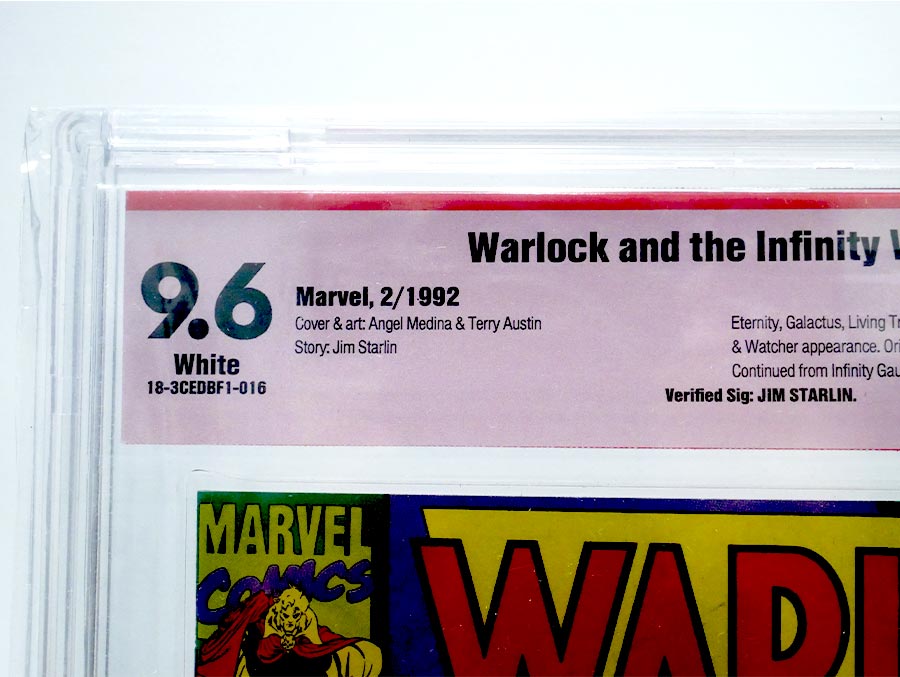 Warlock and the Infinity
9.6
White
18-3CEDBF1-016
Marvel, 2/1992
Cover & art: Angel Medina & Terry Austin
Story: Jim Starlin
Eternity, Galactus, Living
& Watcher appearance.
Continued from Infinity
Verified Sig: JIM STARLIN.
MARVEL
COMICS